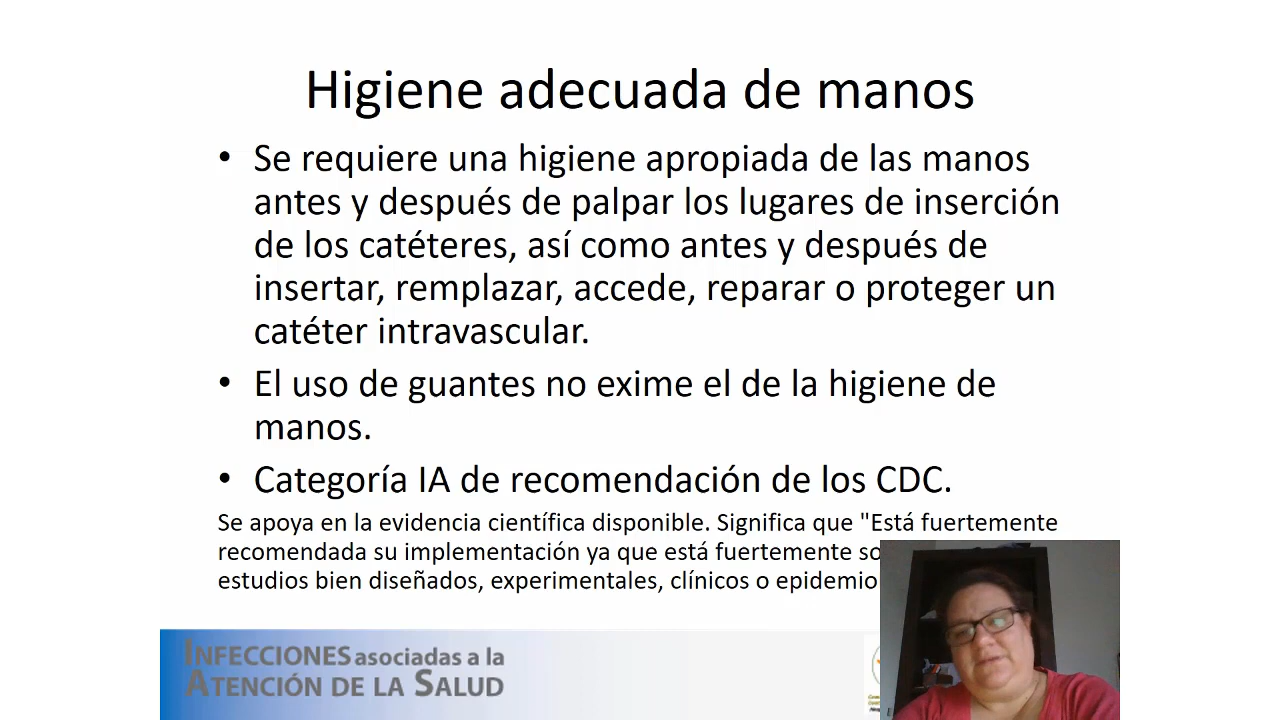 Higiene adecuada de manos
• Se requiere una higiene apropiada de las manos
antes y después de palpar los lugares de inserción
de los catéteres, así como antes y después de
insertar, remplazar, accede, reparar o proteger un
catéter intravascular.
• El uso de guantes no exime el de la higiene de
manos.
• Categoría IA de recomendación de los CDC.
Se apoya en la evidencia científica disponible. Significa que "Está fuertemente
recomendada su implementación ya que está fuertemente
estudios bien diseñados, experimentales, clínicos o
INFECCIONES asociadas a la
ATENCIÓN DE LA SALUD